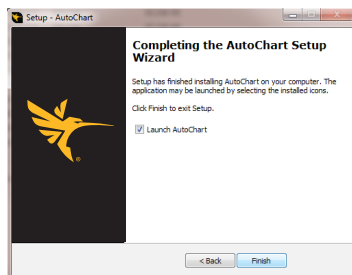 Setup - AutoChart
Completing the AutoChart Setup
Wizard
Setup has finished installing AutoChart on your computer. The
application may be launched by selecting the installed icons.
Click Finish to exit Setup.
Launch AutoChart
< Back
Finish